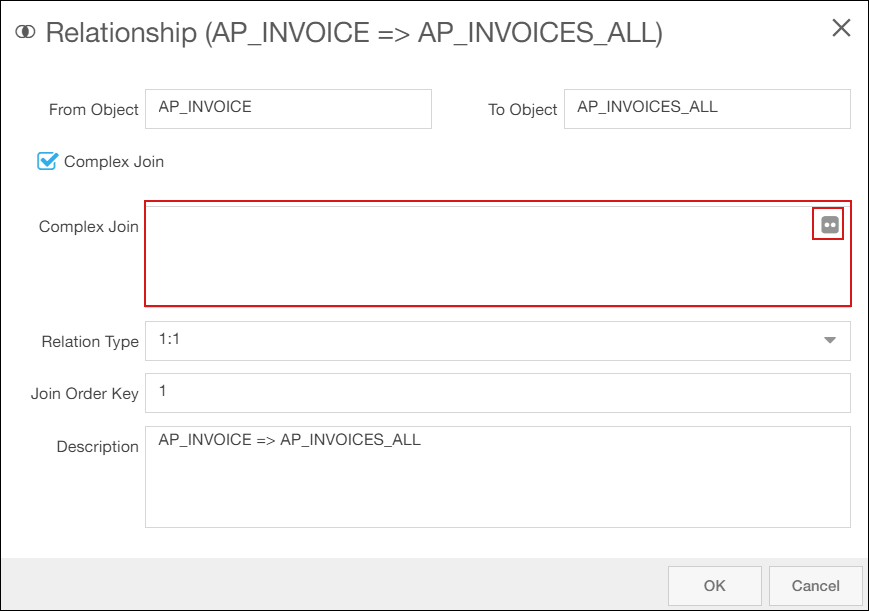 Relationship (AP_INVOICE => AP_INVOICES_ALL)
From Object AP_INVOICE To Object AP_INVOICES_ALL
Complex Join
Complex Join
Relation Type 1:1
Join Order Key 1
Description AP_INVOICE => AP_INVOICES_ALL
OK Cancel